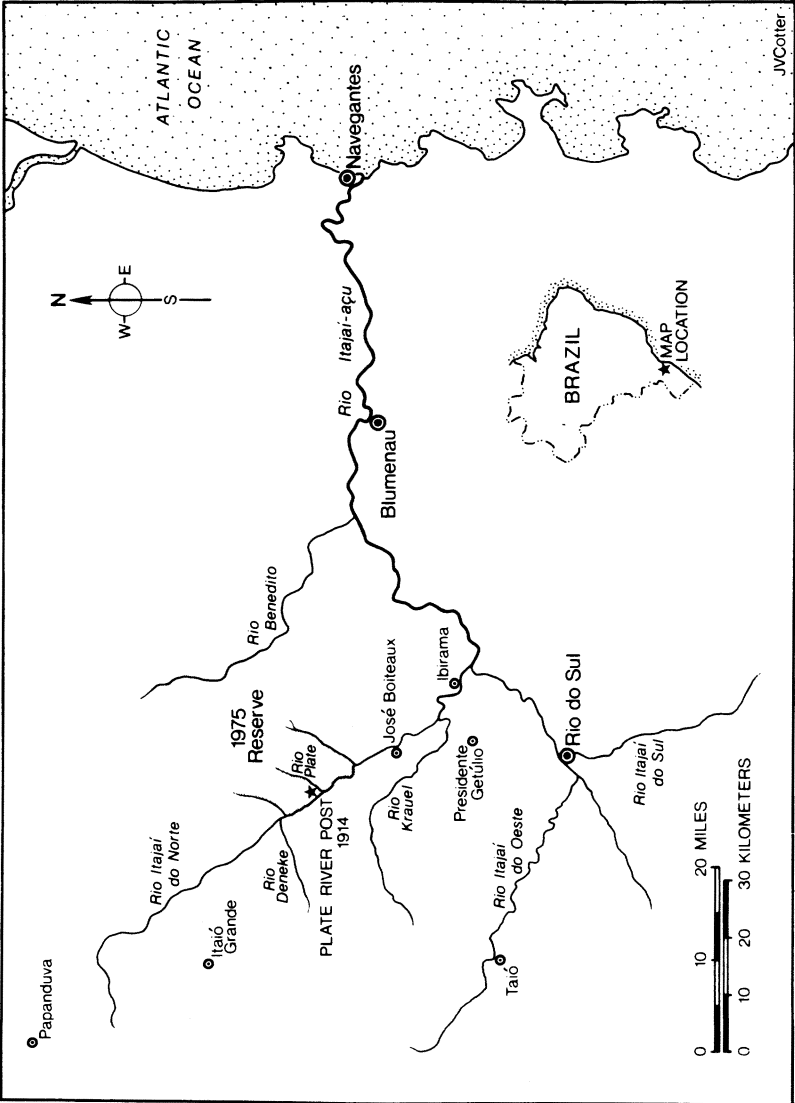 ATLANTIC
OCEAN
JVCotter
Navegantes
N
W
E
S
Rio Itajaí-açu
Blumenau
BRAZIL
MAP
LOCATION
Rio
Benedito
1975
Reserve
Rio
Plate
José Boiteaux
Ibirama
PLATE RIVER POST
1914
Rio Itajaí
do Norte
Rio
Deneke
Itaió
Grande
Papanduva
Rio
Krauel
Presidente
Getúlio
Rio do Sul
Rio Itajaí
do Sul
Rio Itajaí
do Oeste
Taió
0 10 20 MILES
0 10 20 30 KILOMETERS